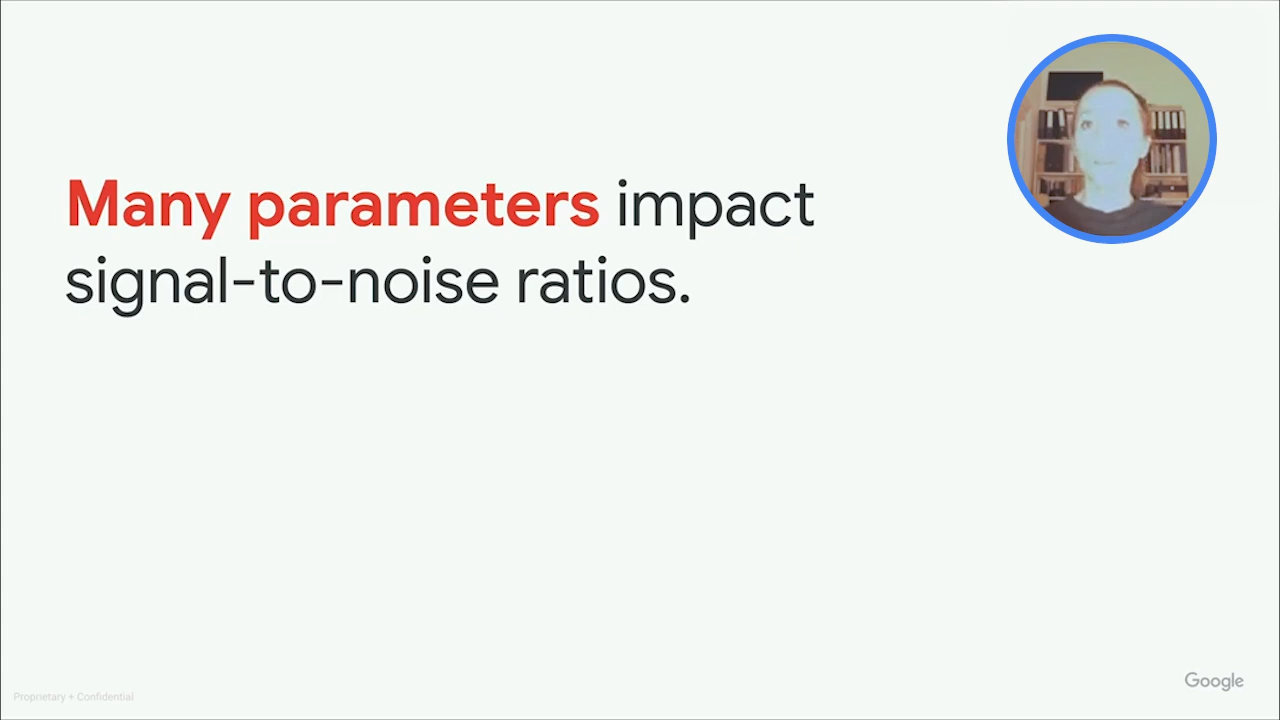 Many parameters impact
signal-to-noise ratios.
Proprietary + Confidential
Google